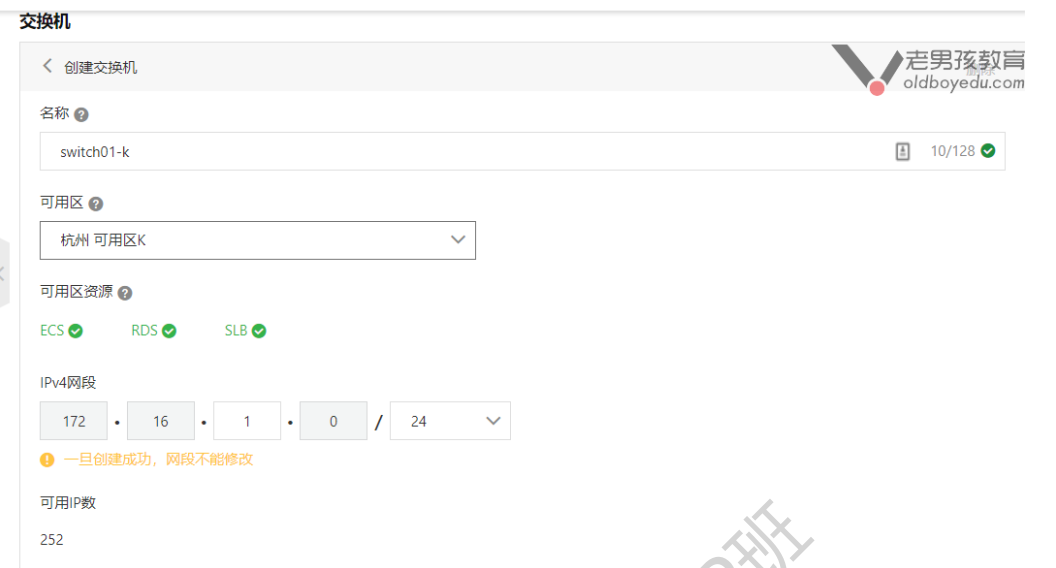 交换机
创建交换机
老男孩教育
删除
oldboyedu.com
名称
switch01-k
10/128
可用区
杭州 可用区K
可用区资源
ECS RDS SLB
IPv4网段
172 . 16 . 1 . 0 / 24
一旦创建成功，网段不能修改
可用IP数
252
班